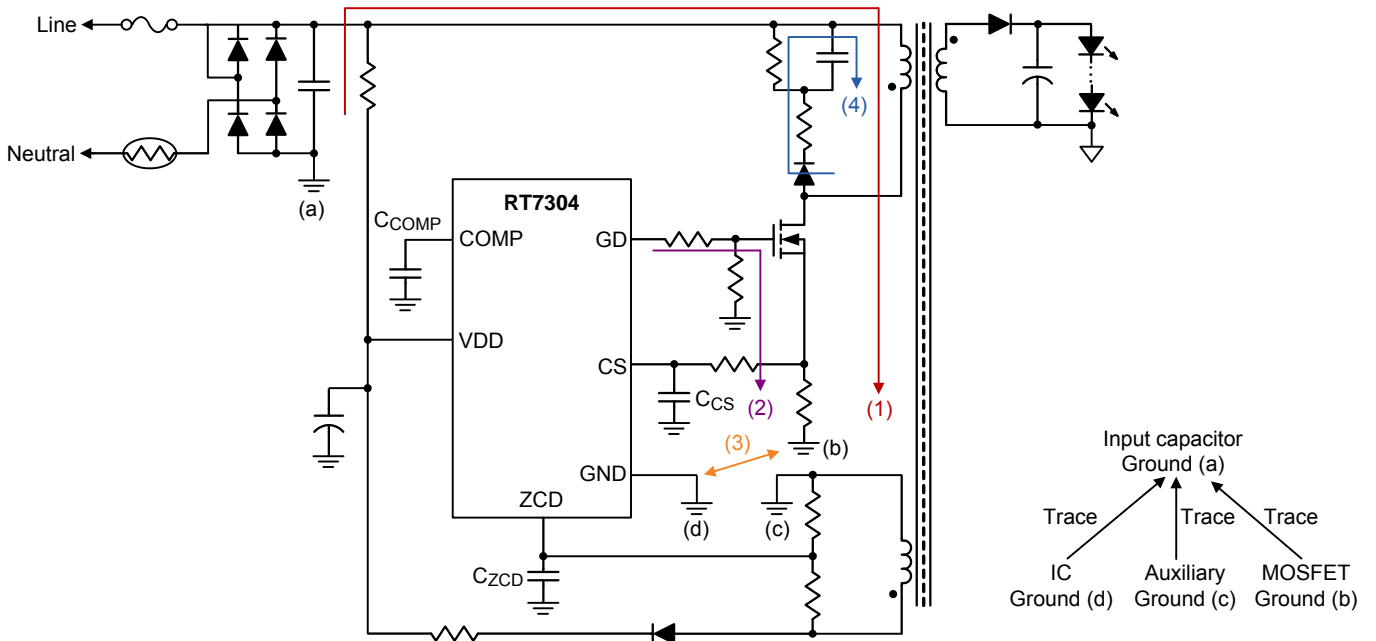 Line
Neutral
(a)
(4)
RT7304
CCOMP
COMP
GD
VDD
CS
CCS
(2)
(1)
(3)
(b)
GND
ZCD
(d)
(c)
CZCD
Input capacitor
Ground (a)
Trace
Trace
Trace
IC
Ground (d)
Auxiliary
Ground (c)
MOSFET
Ground (b)